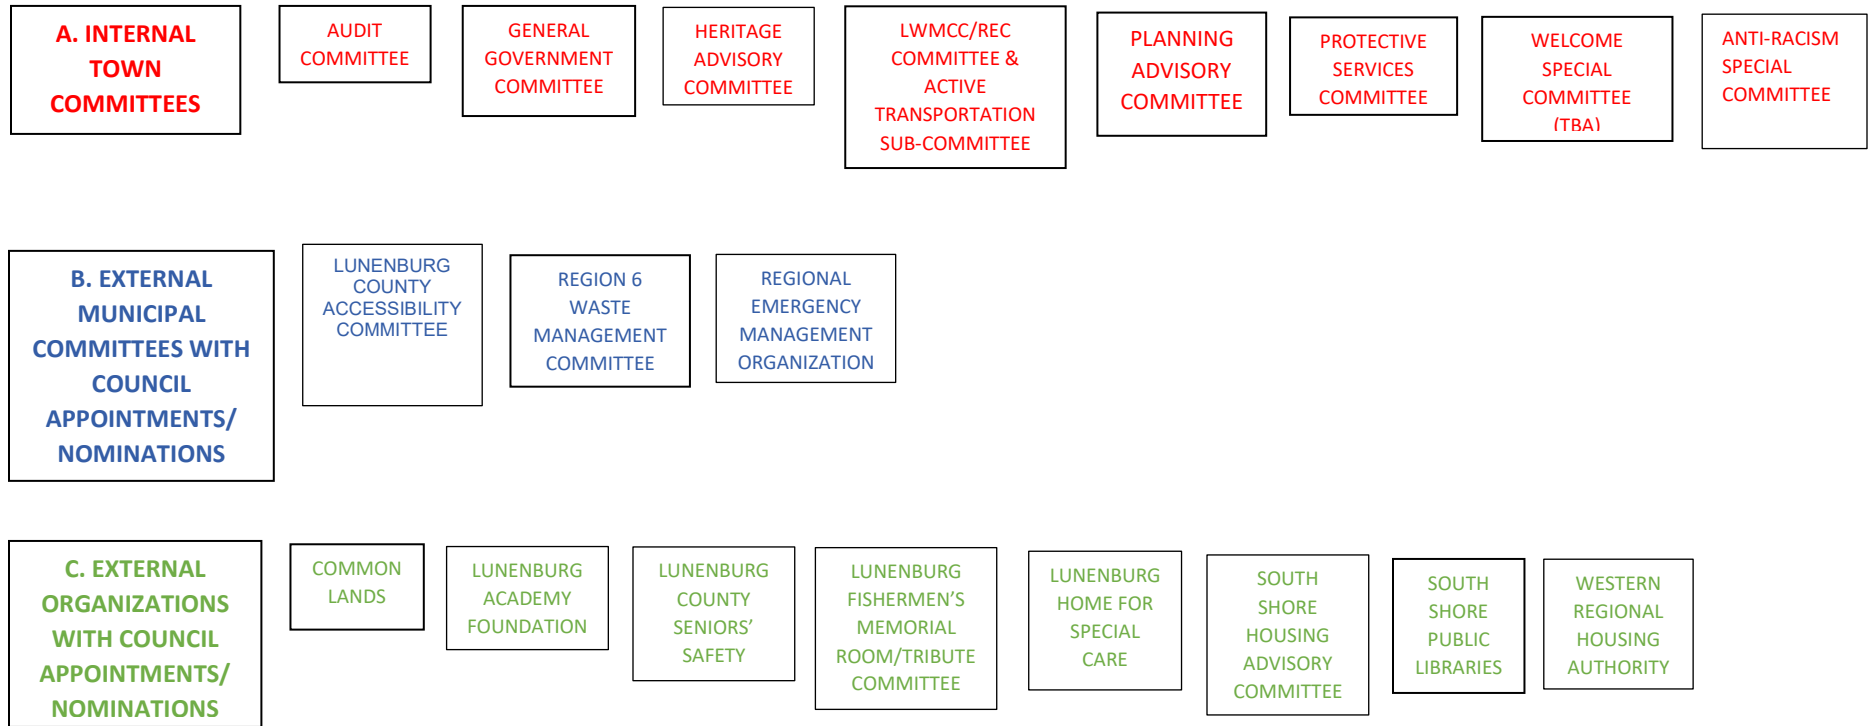 A. INTERNAL
TOWN
COMMITTEES
AUDIT
COMMITTEE
GENERAL
GOVERNMENT
COMMITTEE
HERITAGE
ADVISORY
COMMITTEE
LWMCC/REC
COMMITTEE &
ACTIVE
TRANSPORTATION
SUB-COMMITTEE
PLANNING
ADVISORY
COMMITTEE
PROTECTIVE
SERVICES
COMMITTEE
WELCOME
SPECIAL
COMMITTEE
(TBA)
ANTI-RACISM
SPECIAL
COMMITTEE
B. EXTERNAL
MUNICIPAL
COMMITTEES WITH
COUNCIL
APPOINTMENTS/
NOMINATIONS
LUNENBURG
COUNTY
ACCESSIBILITY
COMMITTEE
REGION 6
WASTE
MANAGEMENT
COMMITTEE
REGIONAL
EMERGENCY
MANAGEMENT
ORGANIZATION
C. EXTERNAL
ORGANIZATIONS
WITH COUNCIL
APPOINTMENTS/
NOMINATIONS
COMMON
LANDS
LUNENBURG
ACADEMY
FOUNDATION
LUNENBURG
COUNTY
SENIORS’
SAFETY
LUNENBURG
FISHERMEN’S
MEMORIAL
ROOM/TRIBUTE
COMMITTEE
LUNENBURG
HOME FOR
SPECIAL
CARE
SOUTH
SHORE
HOUSING
ADVISORY
COMMITTEE
SOUTH
SHORE
PUBLIC
LIBRARIES
WESTERN
REGIONAL
HOUSING
AUTHORITY